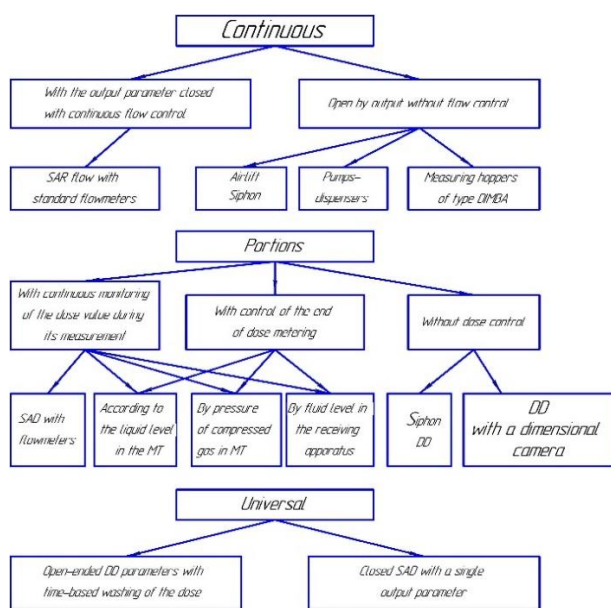 Continuous
With the output parameter closed
with continuous flow control
Open by output without flow control
SAR flow with
standard flowmeters
Airlift
Siphon
Pumps-
dispensers
Measuring hoppers
of type DIMBA
Portions
With continuous monitoring
of the dose value during
its measurement
With control of the end
of dose metering
Without dose control
SAD with
flowmeters
According to
the liquid level
in the MT
By pressure
of compressed
gas in MT
By fluid level in
the receiving
apparatus
Siphon
DD
DD
with a dimensional
camera
Universal
Open-ended DD parameters with
time-based washing of the dose
Closed SAD with a single
output parameter